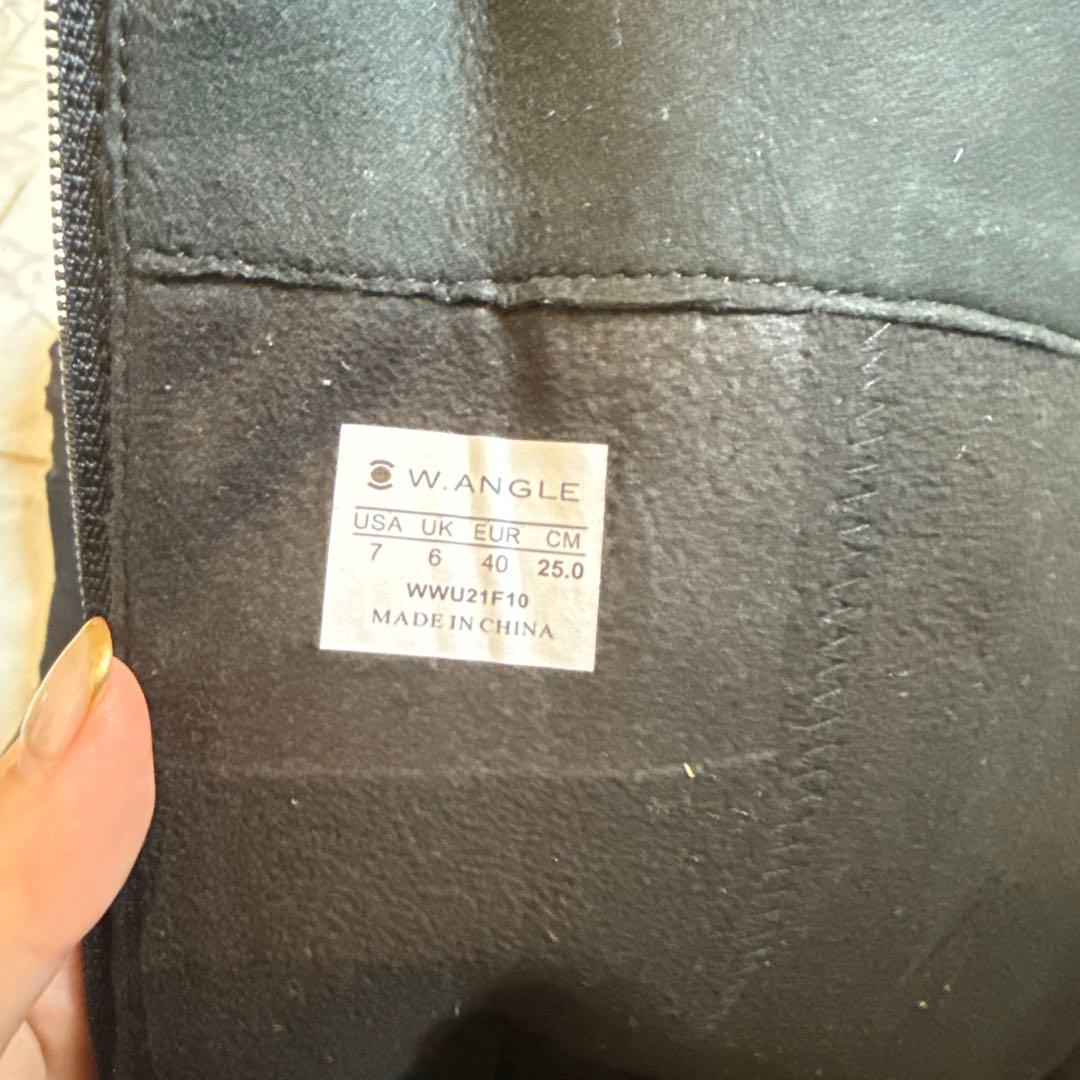 W.ANGLE
USA UK EUR CM
7 6 40 25.0
WWU21F10
MADE IN CHINA